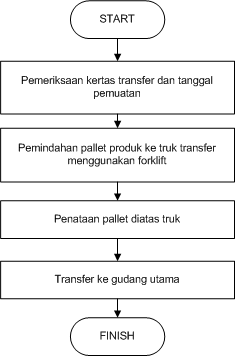 START
Pemeriksaan kertas transfer dan tanggal
pemuatan
Pemindahan pallet produk ke truk transfer
menggunakan forklift
Penataan pallet diatas truk
Transfer ke gudang utama
FINISH